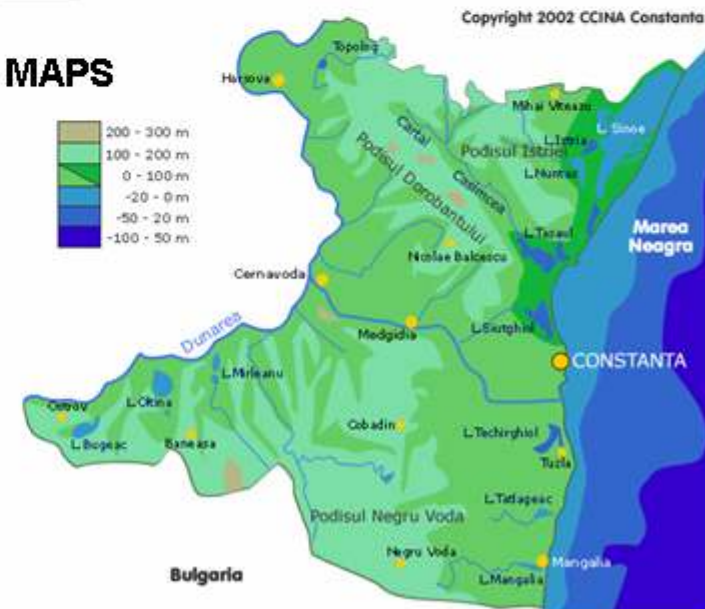 Copyright 2002 CCINA Constanta
MAPS
200 - 300 m
100 - 200 m
0 - 100 m
-20 - 0 m
-50 - 20 m
-100 - 50 m
Topolog
Harsova
Mihai Viteazu
L. Sinoe
L.Istria
Cartal
Podisul Istriei
Podisul Dorobantului
L.Nuntas
Casimcea
L.Tasaul
Marea
Neagra
Nicolae Balcescu
Cernavoda
Dunarea
Medgidia
L.Siutghiol
CONSTANTA
L.Mirleanu
L.Oltina
Ostrov
Cobadin
L.Techirghiol
L.Bugeac
Baneasa
Tuzla
L.Tatlageac
Podisul Negru Voda
Negru Voda
Mangalia
L.Mangalia
Bulgaria